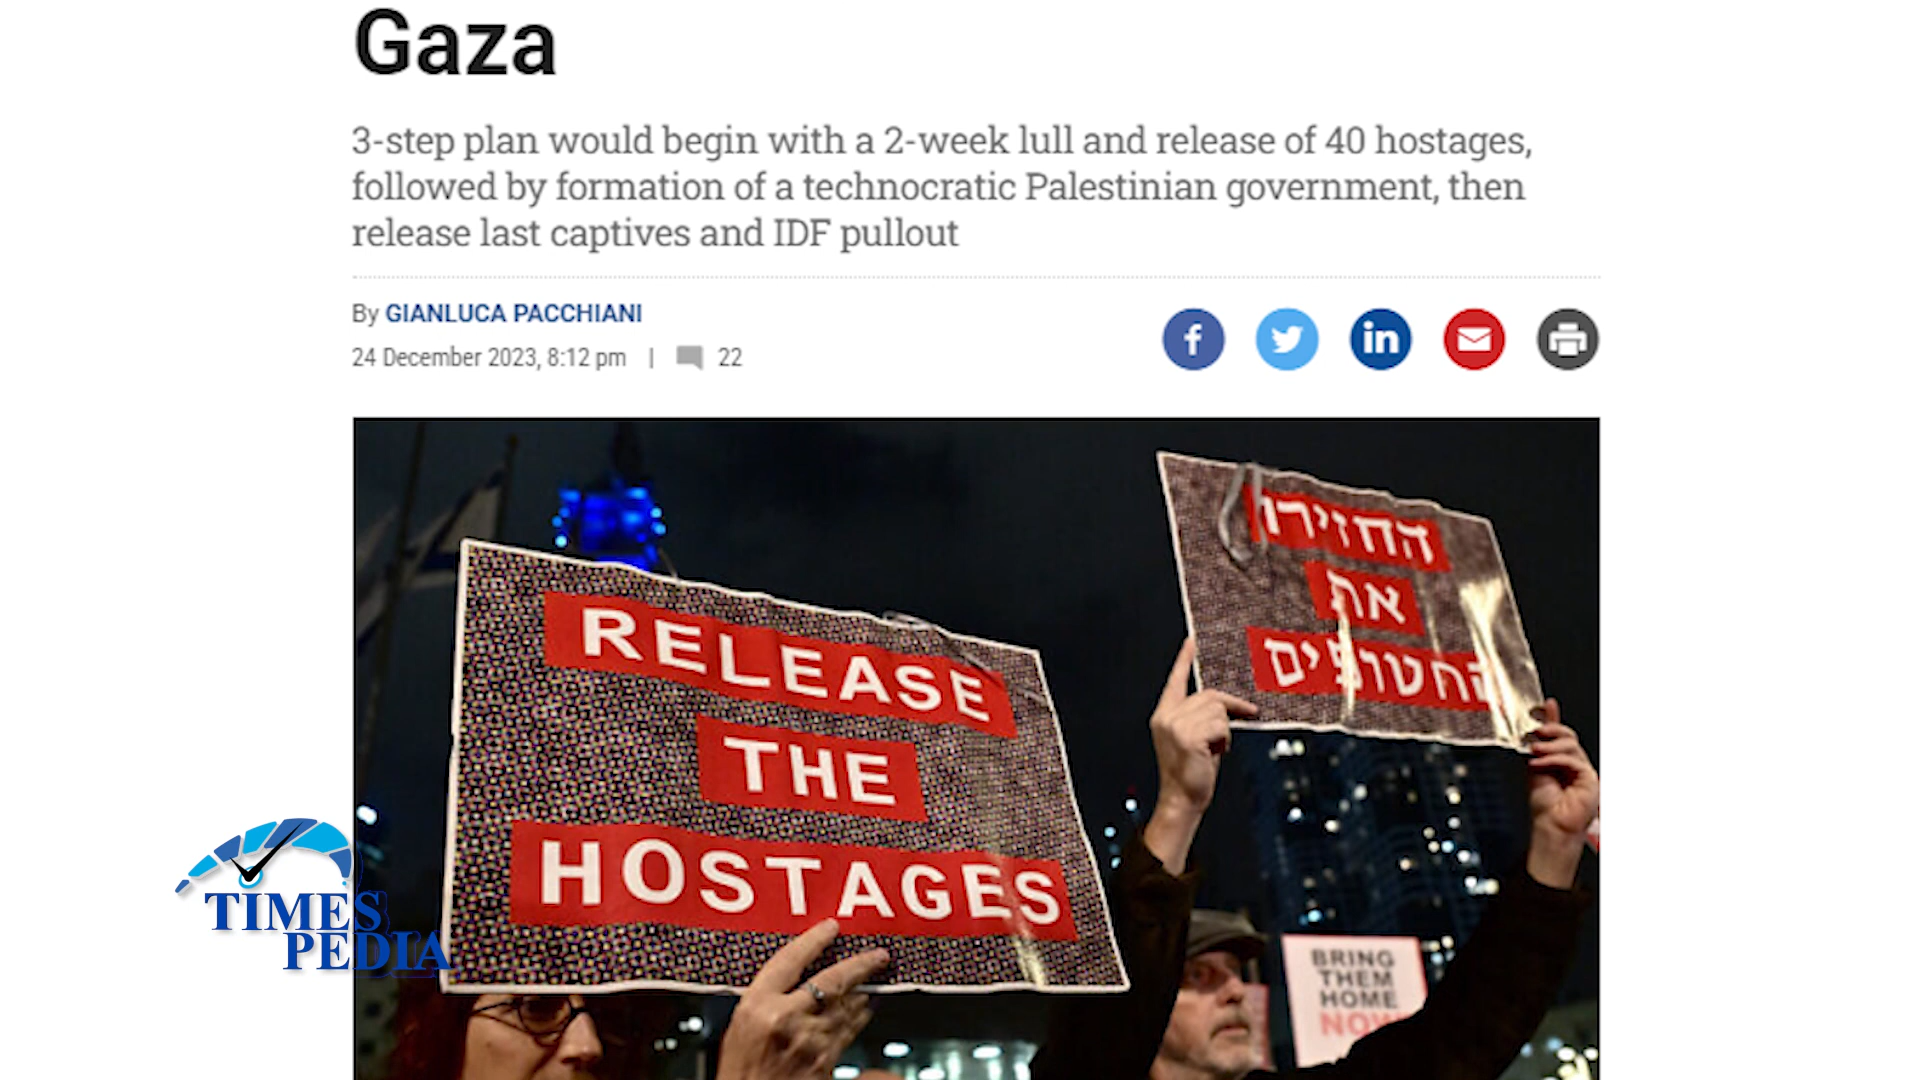 Gaza
3-step plan would begin with a 2-week lull and release of 40 hostages,
followed by formation of a technocratic Palestinian government, then
release last captives and IDF pullout
By GIANLUCA PACCHIANI
24 December 2023, 8:12 pm | 22
RELEASE
THE
HOSTAGES
החזירו
את
החטופים
BRING
THEM
HOME
NOW
TIMES
PEDIA